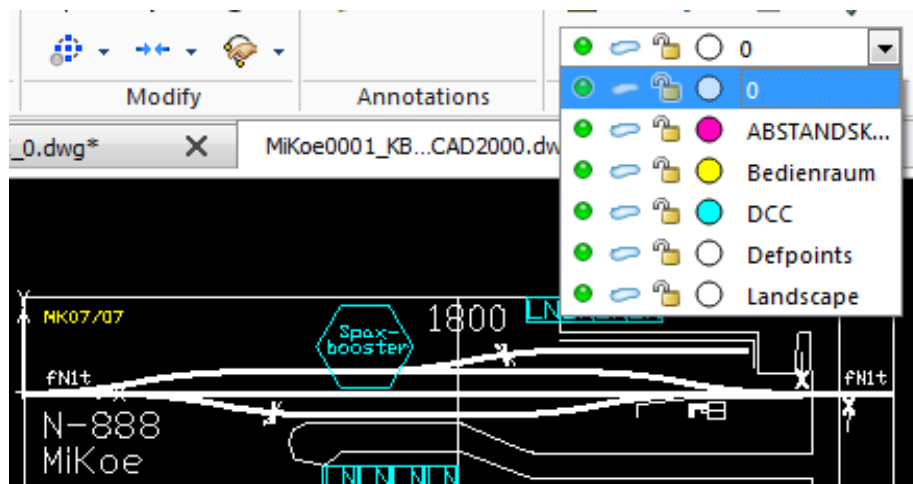 0
Modify
Annotations
0
_0.dwg*
MiKoe0001_KB...CAD2000.dw
ABSTANDSK...
Bedienraum
DCC
Defpoints
Landscape
MK07/07
Spax-
booster
1800
fN1t
fN1t
N-888
MiKoe
N N N N